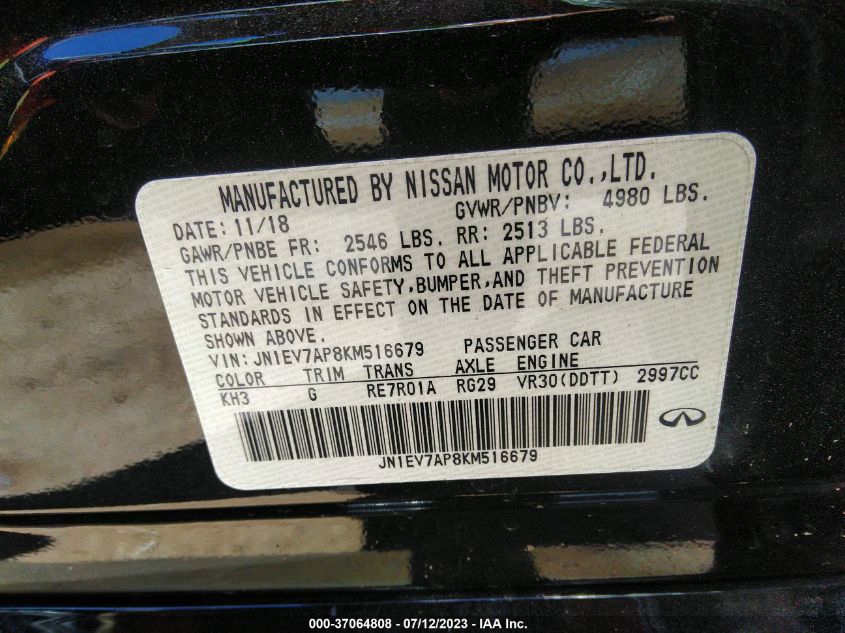 MANUFACTURED BY NISSAN MOTOR CO.,LTD.
DATE: 11/18 GVWR/PNBV: 4980 LBS.
GAWR/PNBE FR: 2546 LBS. RR: 2513 LBS.
THIS VEHICLE CONFORMS TO ALL APPLICABLE FEDERAL
MOTOR VEHICLE SAFETY,BUMPER,AND THEFT PREVENTION
STANDARDS IN EFFECT ON THE DATE OF MANUFACTURE
SHOWN ABOVE.
VIN: JN1EV7AP8KM516679 PASSENGER CAR
COLOR TRIM TRANS AXLE ENGINE
KH3 G RE7R01A RG29 VR30(DDTT) 2997CC
JN1EV7AP8KM516679
000-37064808 - 07/12/2023 - IAA Inc.